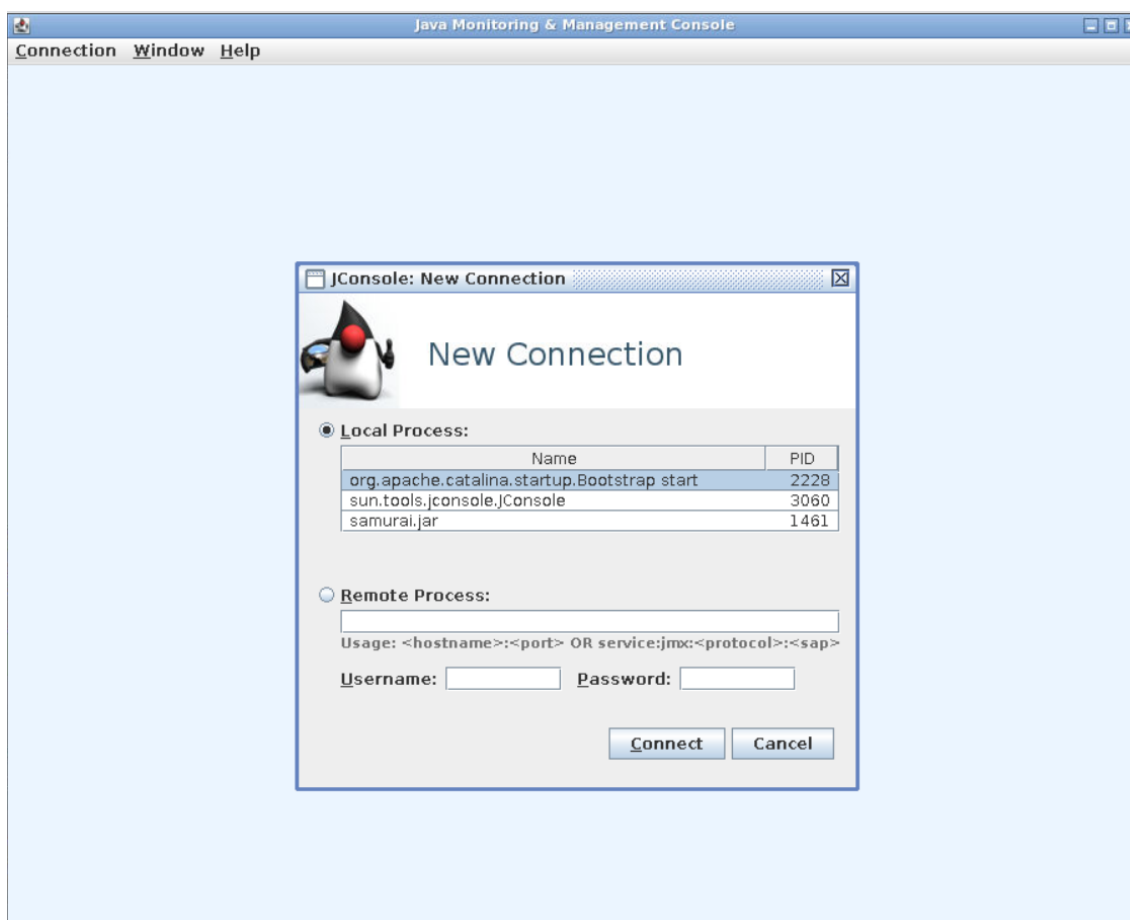 Java Monitoring & Management Console
Connection Window Help
JConsole: New Connection
New Connection
Local Process:
Name PID
org.apache.catalina.startup.Bootstrap start 2228
sun.tools.jconsole.JConsole 3060
samurai.jar 1461
Remote Process:
Usage: <hostname>:<port> OR service:jmx:<protocol>:<sap>
Username: Password:
Connect Cancel